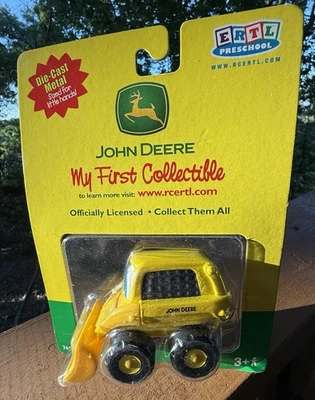 ERTL
PRESCHOOL
WWW.RCERTL.COM
Die-Cast
Metal
Sized for
little hands!
JOHN DEERE
My First Collectible
to learn more visit: www.rcertl.com
Officially Licensed • Collect Them All
JOHN DEERE
3+